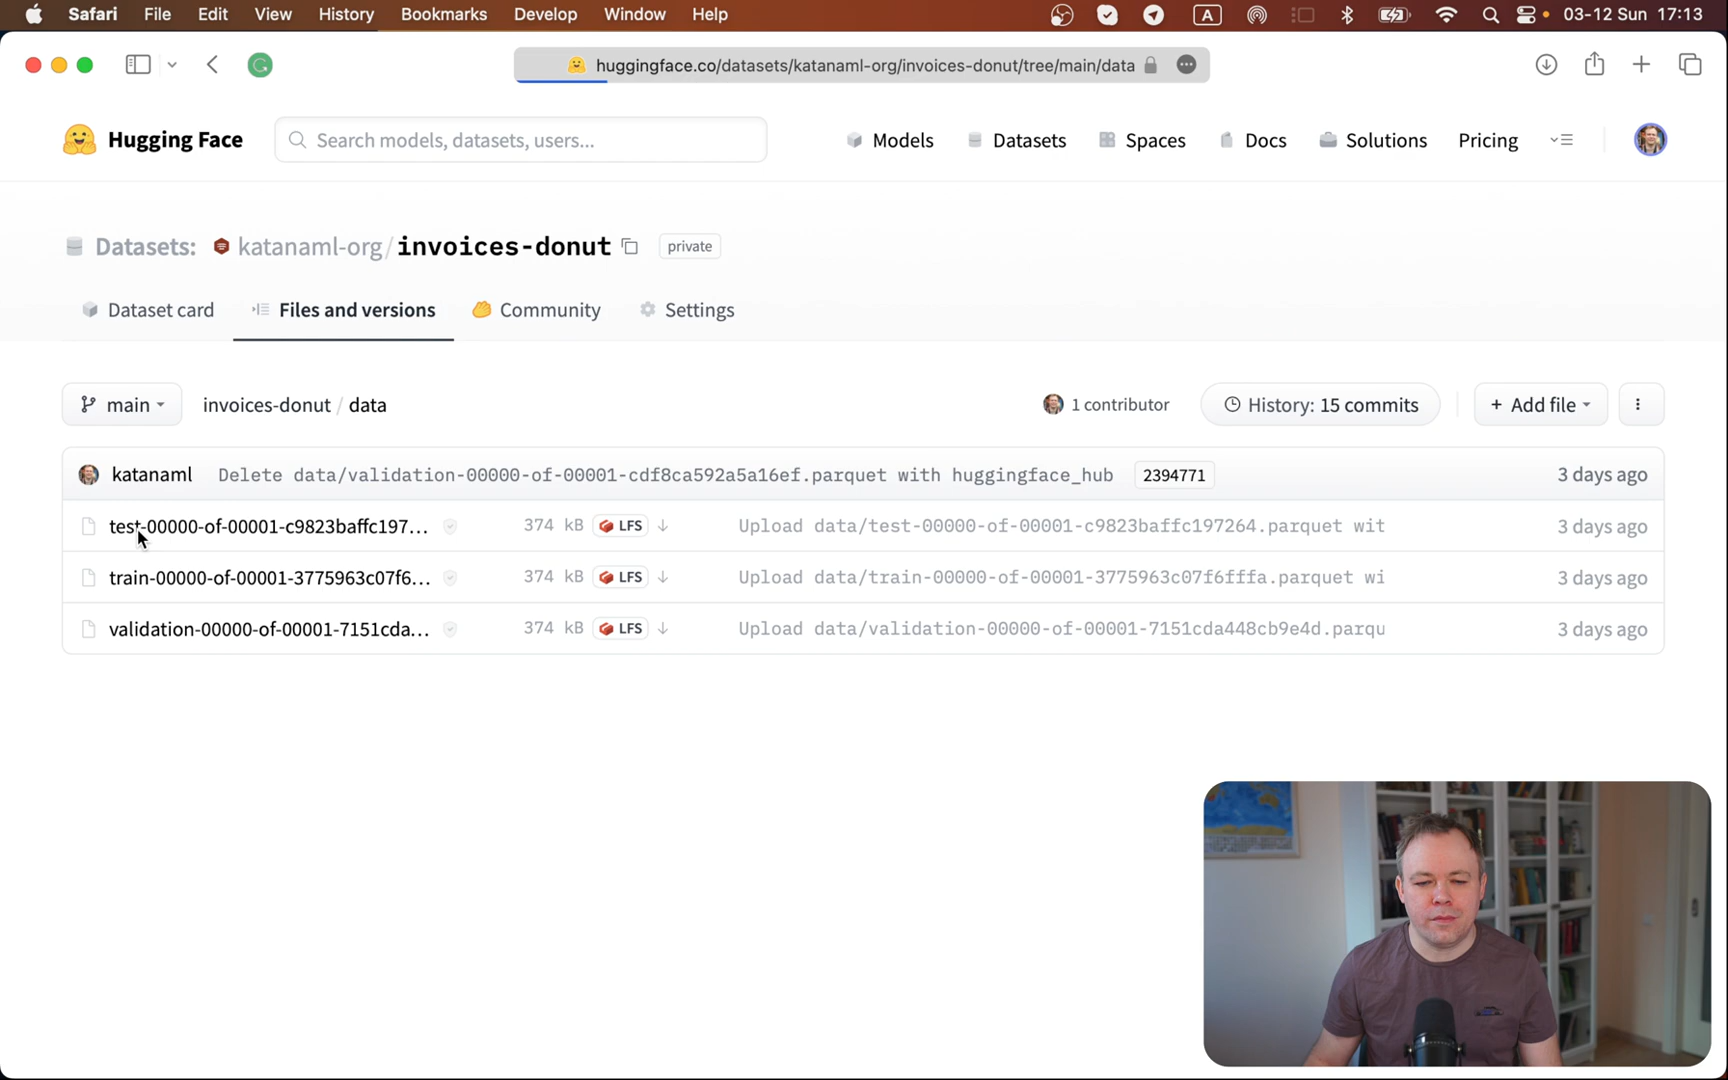 Safari File Edit View History Bookmarks Develop Window Help A 03-12 Sun 17:13
huggingface.co/datasets/katanaml-org/invoices-donut/tree/main/data
Hugging Face Search models, datasets, users... Models Datasets Spaces Docs Solutions Pricing
Datasets: katanaml-org/invoices-donut private
Dataset card Files and versions Community Settings
main invoices-donut / data 1 contributor History: 15 commits + Add file
katanaml Delete data/validation-00000-of-00001-cdf8ca592a5a16ef.parquet with huggingface_hub 2394771 3 days ago
test-00000-of-00001-c9823baffc197... 374 kB LFS Upload data/test-00000-of-00001-c9823baffc197264.parquet wit 3 days ago
train-00000-of-00001-3775963c07f6... 374 kB LFS Upload data/train-00000-of-00001-3775963c07f6fffa.parquet wi 3 days ago
validation-00000-of-00001-7151cda... 374 kB LFS Upload data/validation-00000-of-00001-7151cda448cb9e4d.parqu 3 days ago